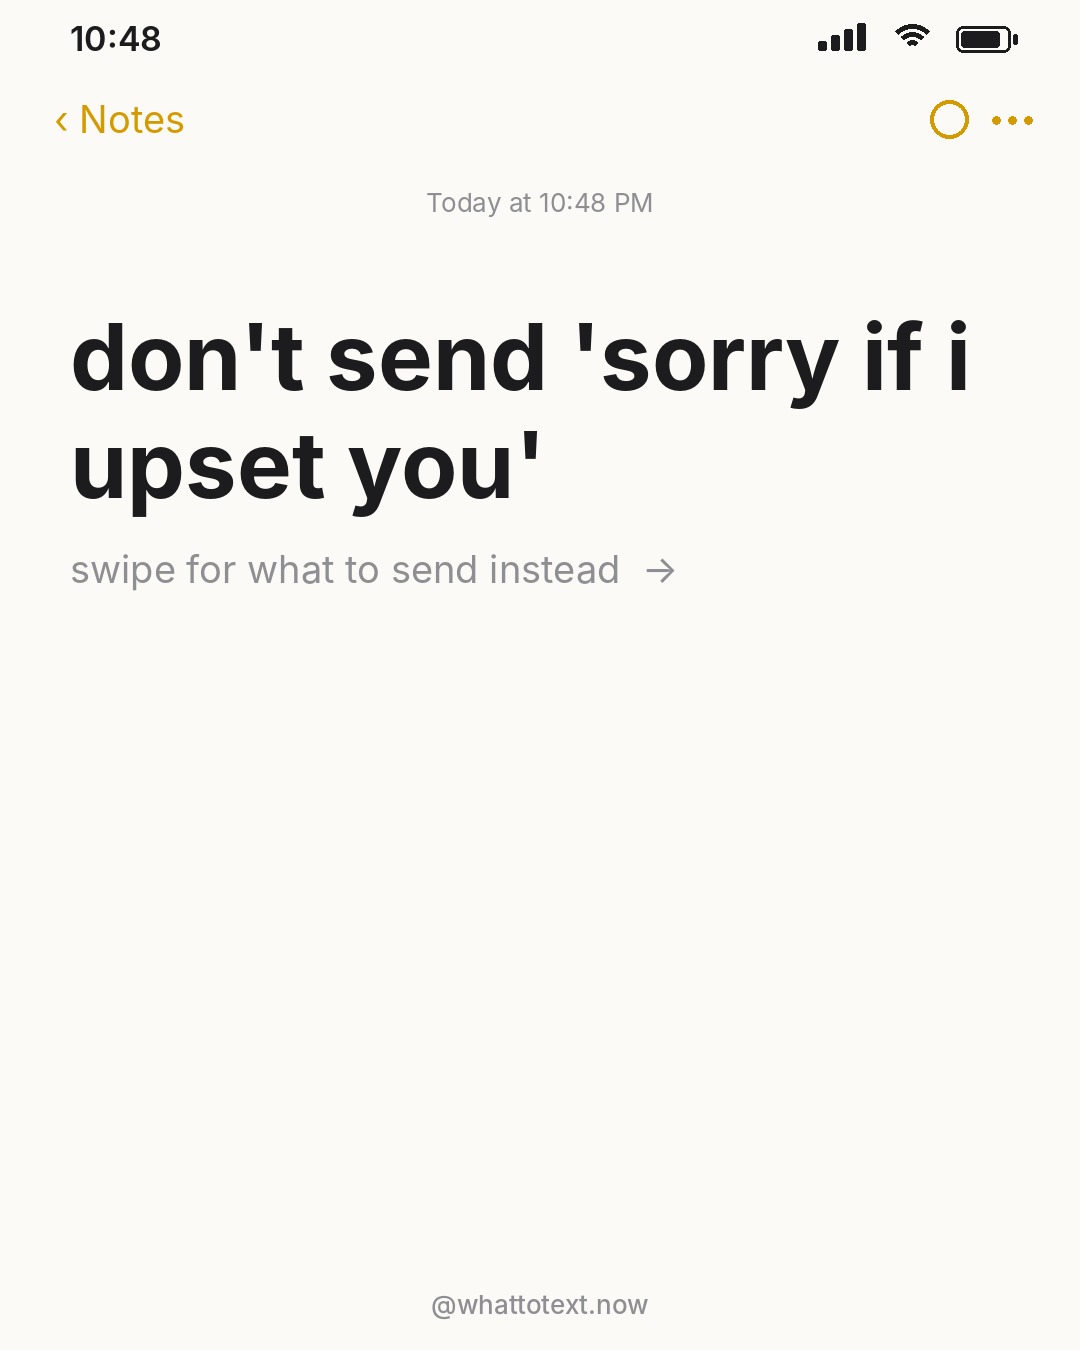 10:48
‹ Notes
Today at 10:48 PM
don't send 'sorry if i
upset you'
swipe for what to send instead →
@whattotext.now